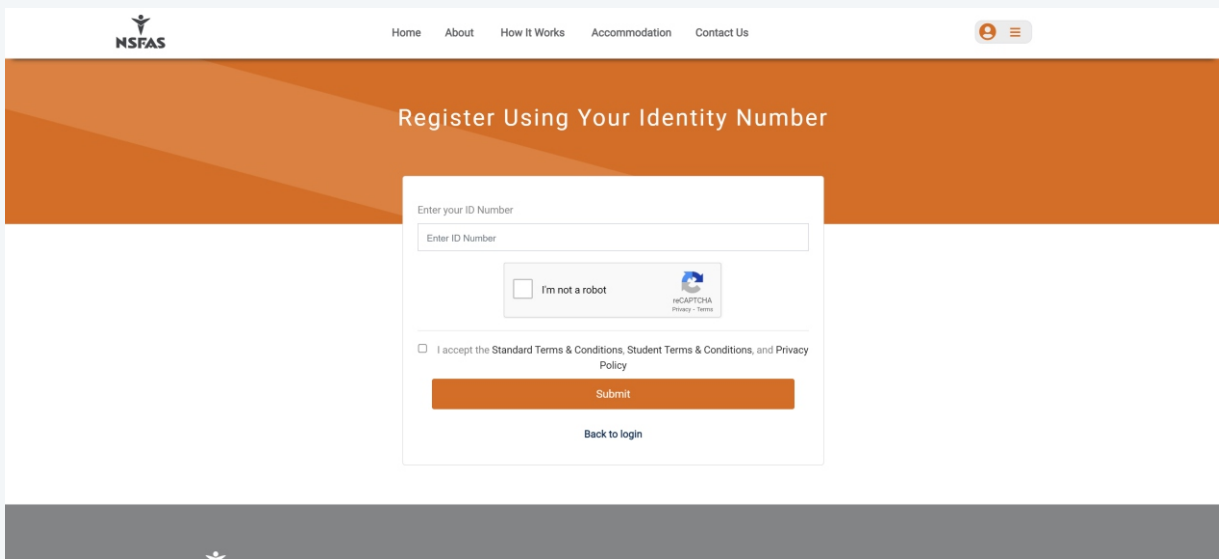 NSFAS
Home About How It Works Accommodation Contact Us
Register Using Your Identity Number
Enter your ID Number
Enter ID Number
I'm not a robot
reCAPTCHA
Privacy - Terms
I accept the Standard Terms & Conditions, Student Terms & Conditions, and Privacy
Policy
Submit
Back to login